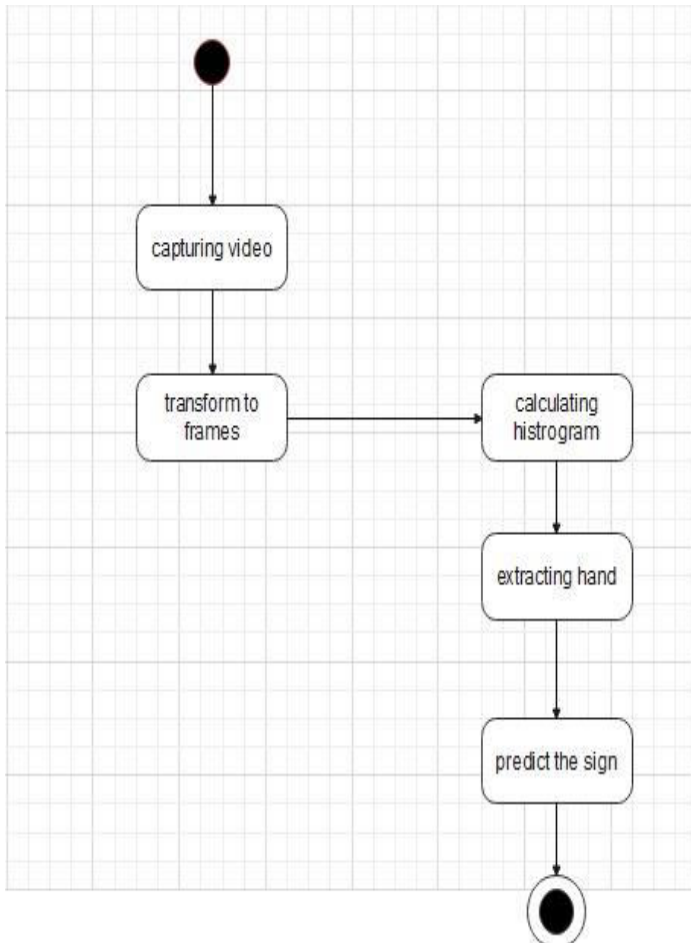 capturing video
transform to
frames
calculating
histrogram
extracting hand
predict the sign